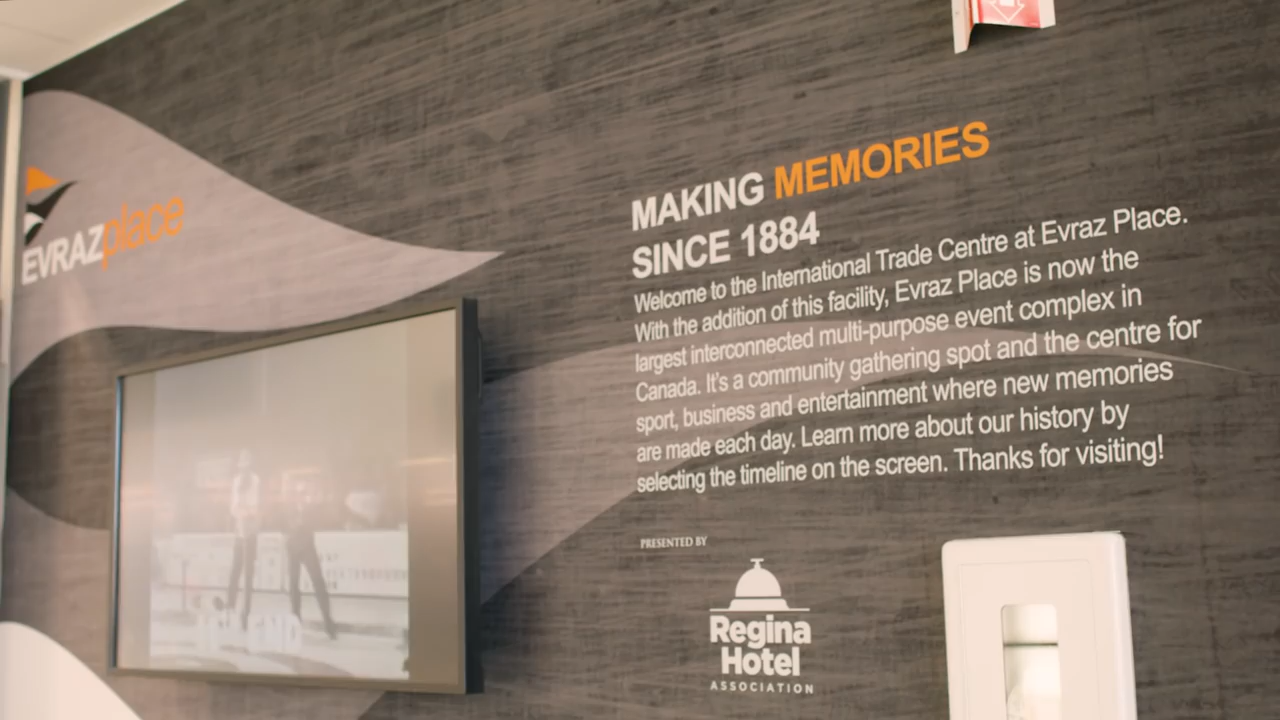 EVRAZplace
MAKING MEMORIES
SINCE 1884
Welcome to the International Trade Centre at Evraz Place.
With the addition of this facility, Evraz Place is now the
largest interconnected multi-purpose event complex in
Canada. It's a community gathering spot and the centre for
sport, business and entertainment where new memories
are made each day. Learn more about our history by
selecting the timeline on the screen. Thanks for visiting!
PRESENTED BY
Regina
Hotel
ASSOCIATION